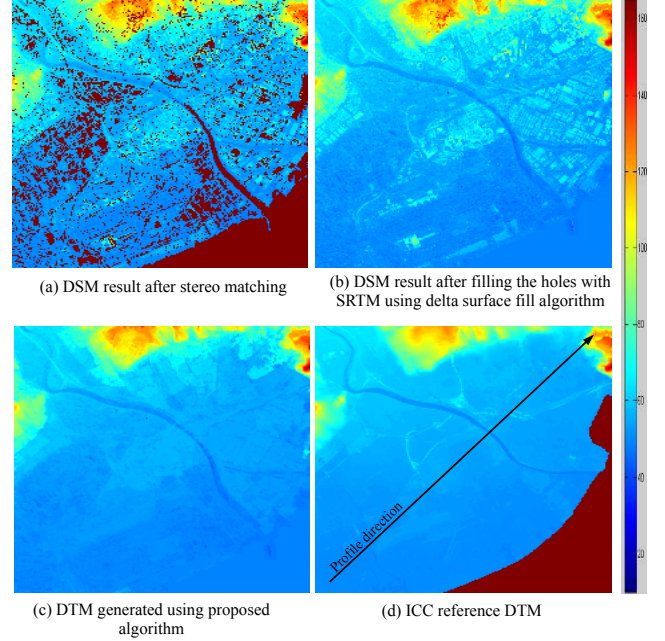 (a) DSM result after stereo matching
(b) DSM result after filling the holes with
SRTM using delta surface fill algorithm
Profile direction
(c) DTM generated using proposed
algorithm
(d) ICC reference DTM
160
140
120
100
80
60
40
20